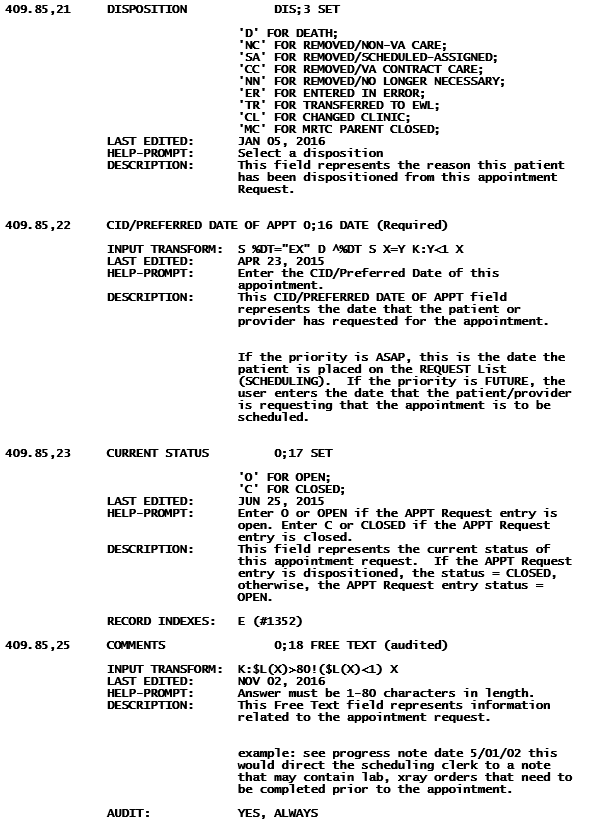 409.85,21     DISPOSITION            DIS;3 SET
'D' FOR DEATH;
'NC' FOR REMOVED/NON-VA CARE;
'SA' FOR REMOVED/SCHEDULED-ASSIGNED;
'CC' FOR REMOVED/VA CONTRACT CARE;
'NN' FOR REMOVED/NO LONGER NECESSARY;
'ER' FOR ENTERED IN ERROR;
'TR' FOR TRANSFERRED TO EWL;
'CL' FOR CHANGED CLINIC;
'MC' FOR MRTC PARENT CLOSED;
LAST EDITED:      JAN 05, 2016
HELP-PROMPT:      Select a disposition
DESCRIPTION:      This field represents the reason this patient
has been dispositioned from this appointment
Request.
409.85,22     CID/PREFERRED DATE OF APPT 0;16 DATE (Required)
INPUT TRANSFORM:  S %DT="EX" D ^%DT S X=Y K:Y<1 X
LAST EDITED:      APR 23, 2015
HELP-PROMPT:      Enter the CID/Preferred Date of this
appointment.
DESCRIPTION:      This CID/PREFERRED DATE OF APPT field
represents the date that the patient or
provider has requested for the appointment.
If the priority is ASAP, this is the date the
patient is placed on the REQUEST List
(SCHEDULING).  If the priority is FUTURE, the
user enters the date that the patient/provider
is requesting that the appointment is to be
scheduled.
409.85,23     CURRENT STATUS         0;17 SET
'O' FOR OPEN;
'C' FOR CLOSED;
LAST EDITED:      JUN 25, 2015
HELP-PROMPT:      Enter O or OPEN if the APPT Request entry is
open. Enter C or CLOSED if the APPT Request
entry is closed.
DESCRIPTION:      This field represents the current status of
this appointment request.  If the APPT Request
entry is dispositioned, the status = CLOSED,
otherwise, the APPT Request entry status =
OPEN.
RECORD INDEXES:   E (#1352)
409.85,25     COMMENTS               0;18 FREE TEXT (audited)
INPUT TRANSFORM:  K:$L(X)>80!($L(X)<1) X
LAST EDITED:      NOV 02, 2016
HELP-PROMPT:      Answer must be 1-80 characters in length.
DESCRIPTION:      This Free Text field represents information
related to the appointment request.
example: see progress note date 5/01/02 this
would direct the scheduling clerk to a note
that may contain lab, xray orders that need to
be completed prior to the appointment.
AUDIT:            YES, ALWAYS